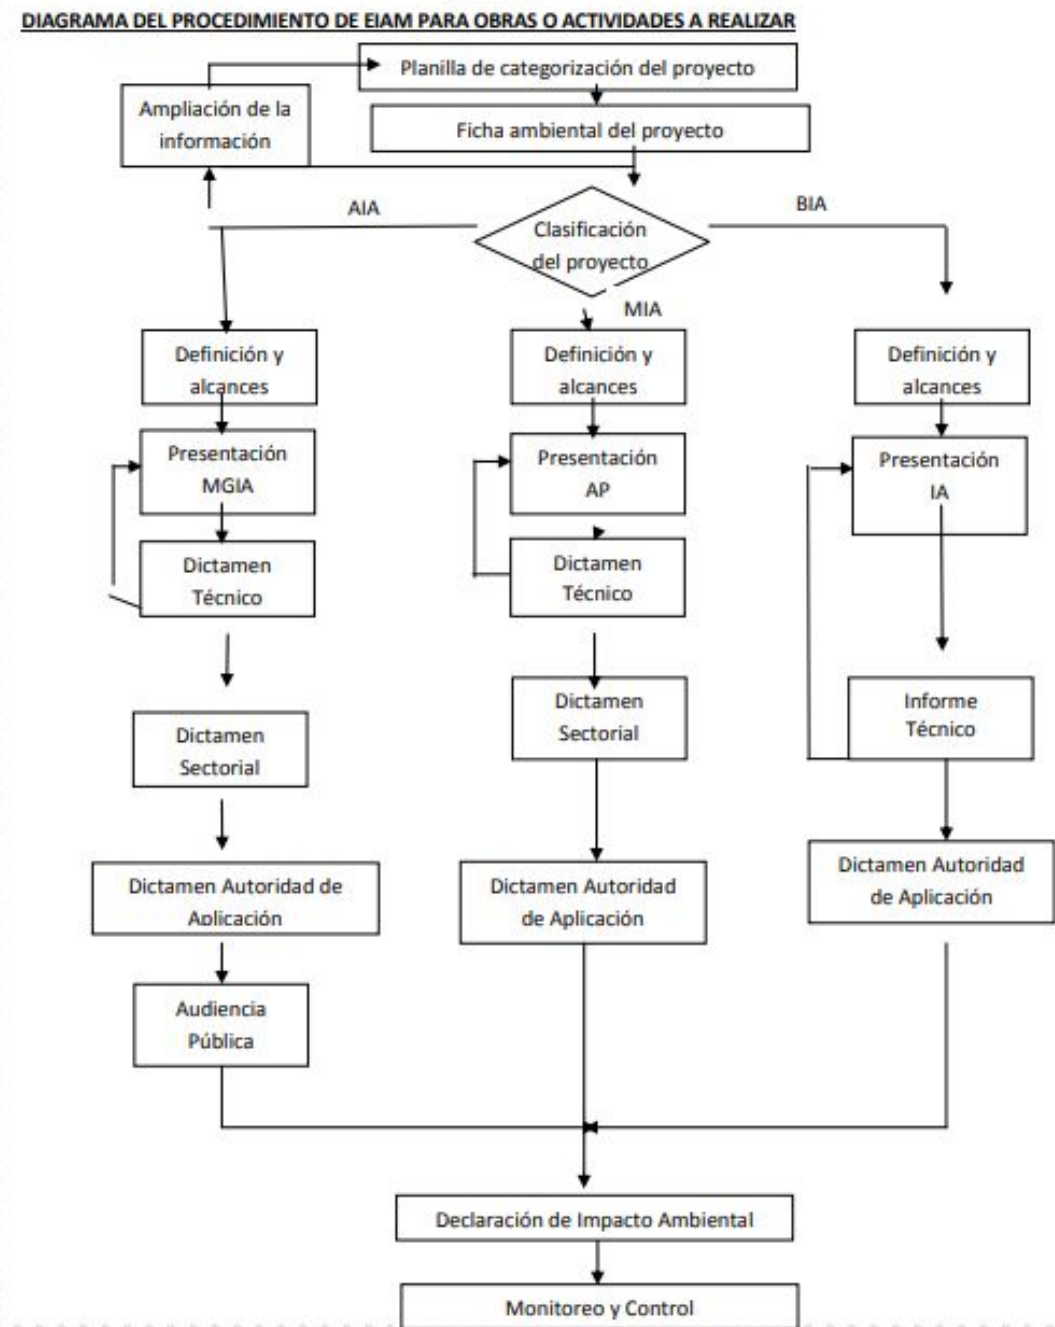 DIAGRAMA DEL PROCEDIMIENTO DE EIAM PARA OBRAS O ACTIVIDADES A REALIZAR
Planilla de categorización del proyecto
Ampliación de la
información
Ficha ambiental del proyecto
AIA
BIA
Clasificación
del proyecto
MIA
Definición y
alcances
Presentación
MGIA
Dictamen
Técnico
Dictamen
Sectorial
Dictamen Autoridad de
Aplicación
Audiencia
Pública
Definición y
alcances
Presentación
AP
Dictamen
Técnico
Dictamen
Sectorial
Dictamen Autoridad
de Aplicación
Definición y
alcances
Presentación
IA
Informe
Técnico
Dictamen Autoridad
de Aplicación
Declaración de Impacto Ambiental
Monitoreo y Control